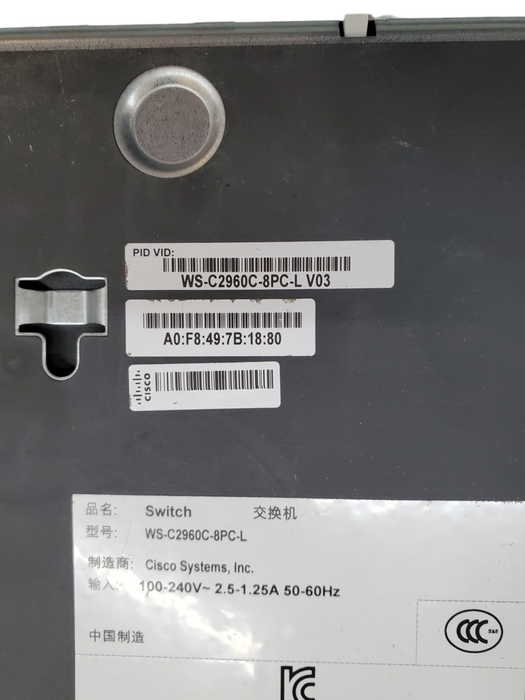 PID VID:
WS-C2960C-8PC-L V03
A0:F8:49:7B:18:80
CISCO
品名: Switch 交换机
型号: WS-C2960C-8PC-L
制造商: Cisco Systems, Inc.
输入: 100-240V~ 2.5-1.25A 50-60Hz
中国制造
CCC S&E